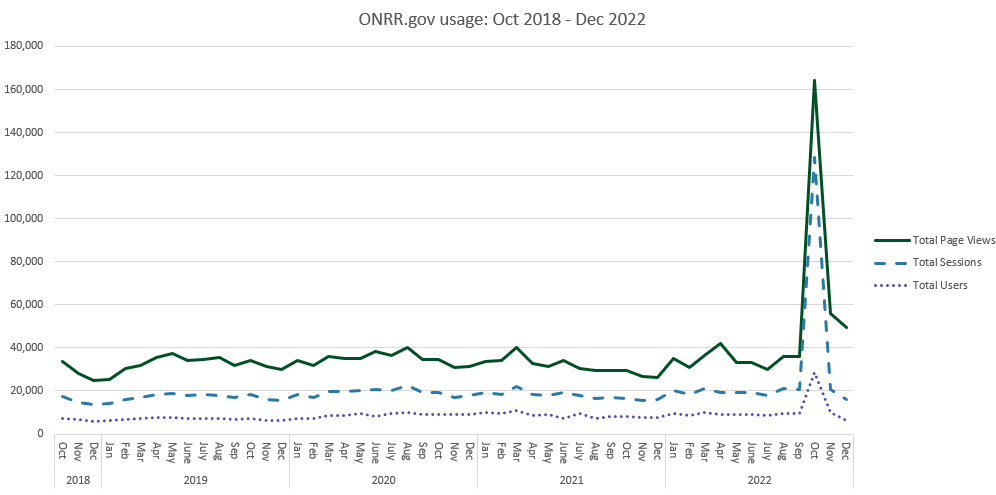 ONRR.gov usage: Oct 2018 - Dec 2022
180,000
160,000
140,000
120,000
100,000
80,000
60,000
40,000
20,000
0
Total Page Views
Total Sessions
Total Users
Oct Nov Dec Jan Feb Mar Apr May June July Aug Sep Oct Nov Dec Jan Feb Mar Apr May June July Aug Sep Oct Nov Dec Jan Feb Mar Apr May Jun July Aug Sep Oct Nov Dec Jan Feb Mar Apr May Jun July Aug Sep Oct Nov Dec
2018 2019 2020 2021 2022